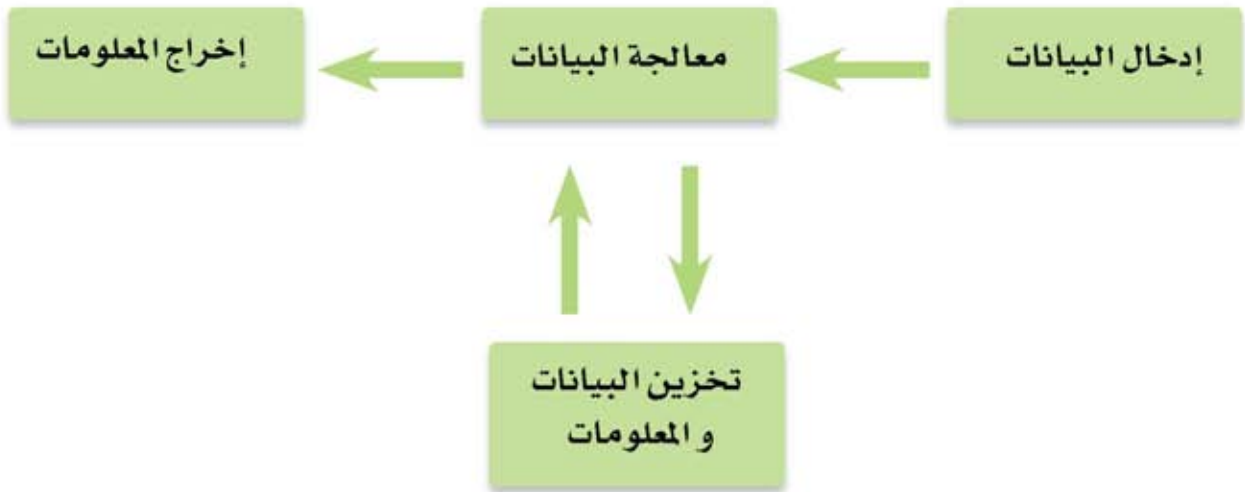 إدخال البيانات
معالجة البيانات
إخراج المعلومات
تخزين البيانات
و المعلومات